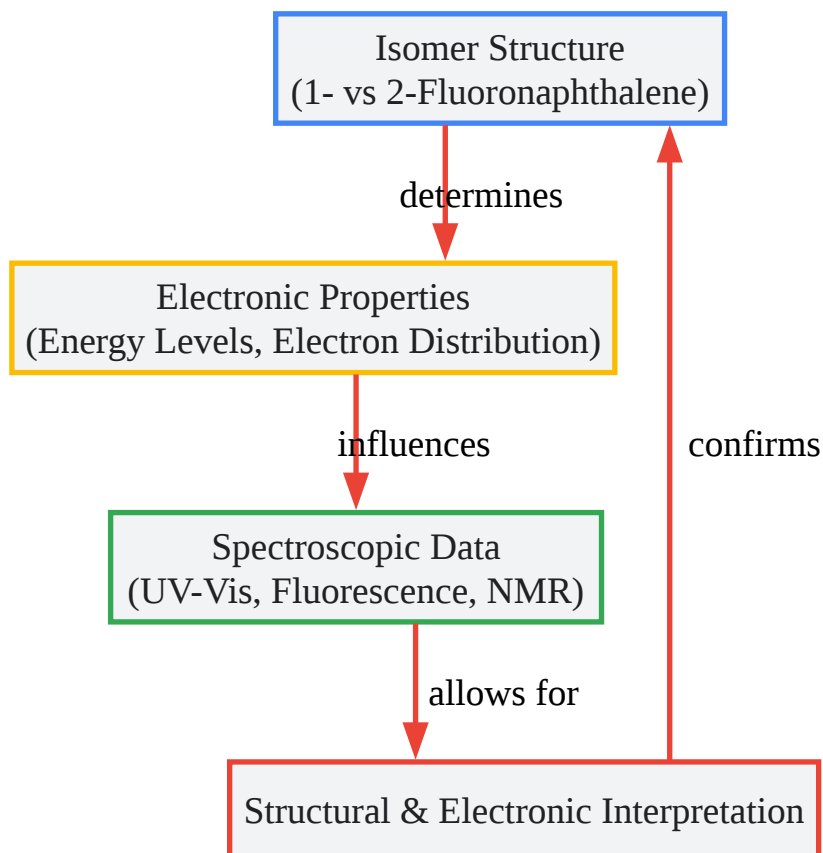 Isomer Structure
(1- vs 2-Fluoronaphthalene)
determines
Electronic Properties
(Energy Levels, Electron Distribution)
influences
confirms
Spectroscopic Data
(UV-Vis, Fluorescence, NMR)
allows for
Structural & Electronic Interpretation